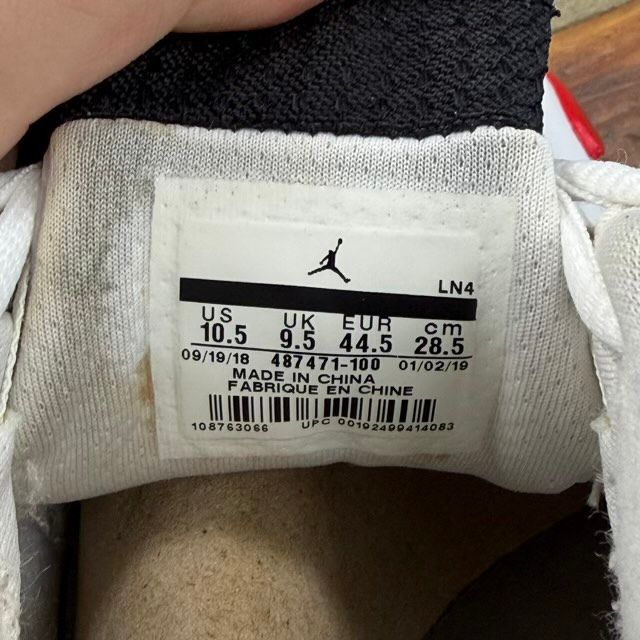 LN4
US UK EUR cm
10.5 9.5 44.5 28.5
09/19/18 487471-100 01/02/19
MADE IN CHINA
FABRIQUE EN CHINE
108763066 UPC 00192499414083